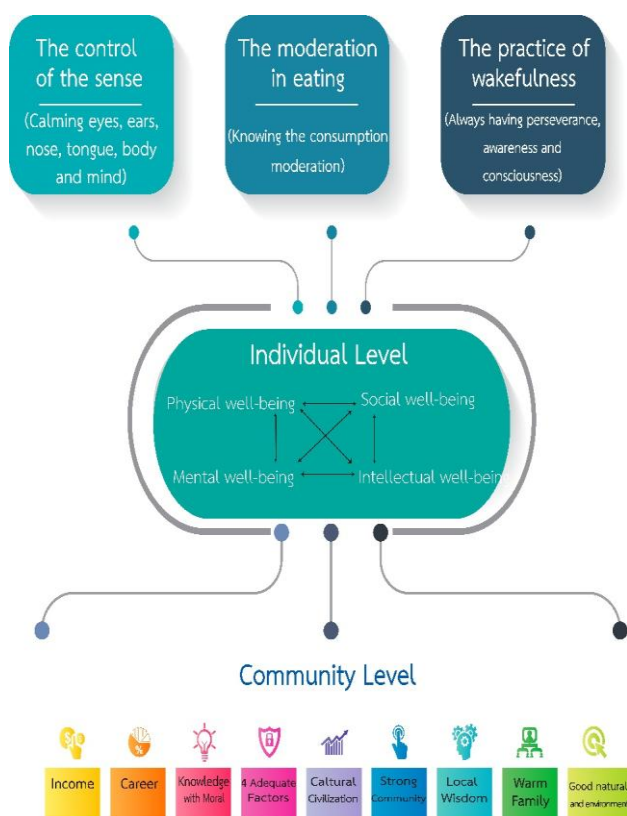 The control
of the sense
(Calming eyes, ears,
nose, tongue, body
and mind)
The moderation
in eating
(Knowing the consumption
moderation)
The practice of
wakefulness
(Always having perseverance,
awareness and
consciousness)
Individual Level
Physical well-being
Social well-being
Mental well-being
Intellectual well-being
Community Level
Income
Career
Knowledge
with Moral
4 Adequate
Factors
Caltural
Civilization
Strong
Community
Local
Wisdom
Warm
Family
Good natural
and environment